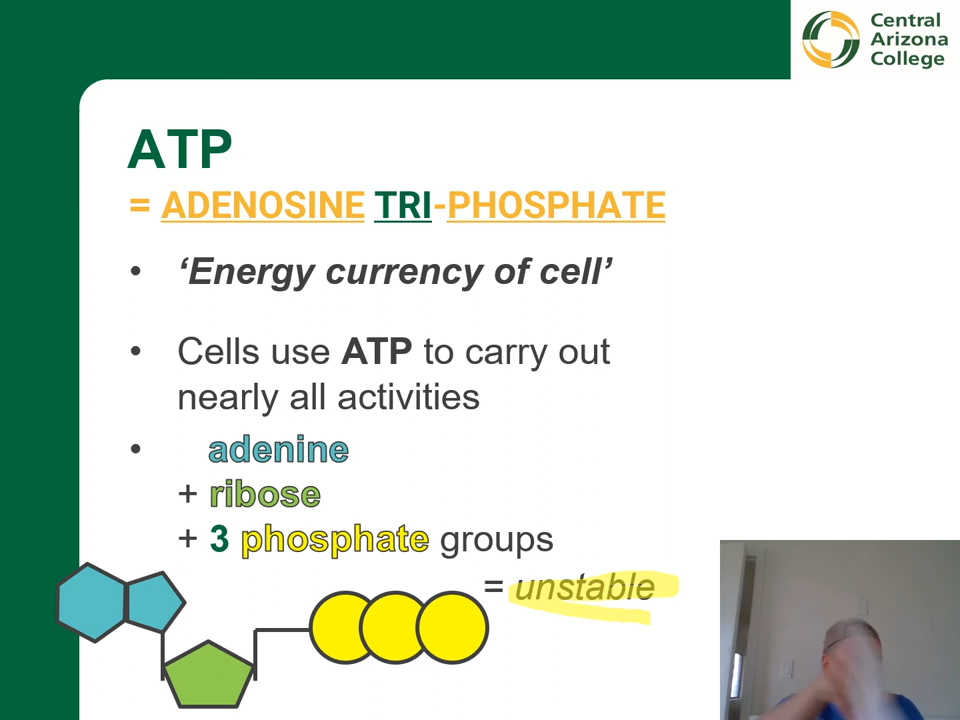 Central
Arizona
College
ATP
= ADENOSINE TRI-PHOSPHATE
• ‘Energy currency of cell’
• Cells use ATP to carry out
nearly all activities
• adenine
+ ribose
+ 3 phosphate groups
= unstable